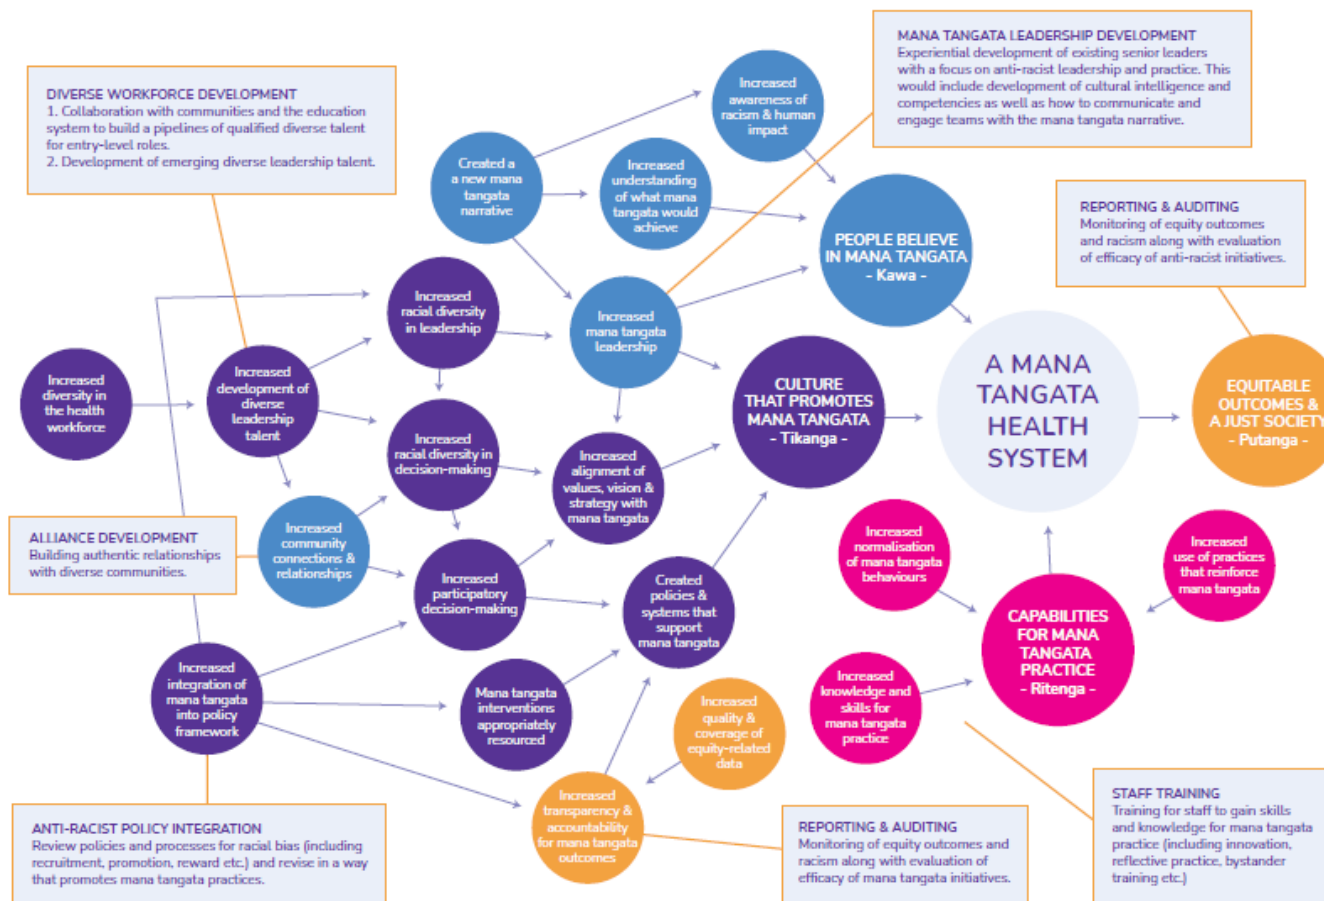 MANA TANGATA LEADERSHIP DEVELOPMENT
Experiential development of existing senior leaders
with a focus on anti-racist leadership and practice. This
would include development of cultural intelligence and
competencies as well as how to communicate and
engage teams with the mana tangata narrative.
DIVERSE WORKFORCE DEVELOPMENT
1. Collaboration with communities and the education
system to build a pipelines of qualified diverse talent
for entry-level roles.
2. Development of emerging diverse leadership talent.
Increased
awareness of
racism & human
impact
Created a
a new mana
tangata
narrative
Increased
understanding
of what mana
tangata would
achieve
PEOPLE BELIEVE
IN MANA TANGATA
- Kawa -
REPORTING & AUDITING
Monitoring of equity outcomes
and racism along with evaluation
of efficacy of anti-racist initiatives.
Increased
racial diversity
in leadership
Increased
mana tangata
leadership
Increased
diversity in
the health
workforce
Increased
development of
diverse
leadership
talent
CULTURE
THAT PROMOTES
MANA TANGATA
- Tikanga -
A MANA
TANGATA
HEALTH
SYSTEM
EQUITABLE
OUTCOMES &
A JUST SOCIETY
- Putanga -
Increased
racial diversity in
decision-making
Increased
alignment of
values, vision &
strategy with
mana tangata
ALLIANCE DEVELOPMENT
Building authentic relationships
with diverse communities.
Increased
community
connections &
relationships
Increased
participatory
decision-making
Created
policies &
systems that
support
mana tangata
Increased
normalisation
of mana tangata
behaviours
Increased
use of practices
that reinforce
mana tangata
CAPABILITIES
FOR MANA
TANGATA
PRACTICE
- Ritenga -
Increased
integration of
mana tangata
into policy
framework
Mana tangata
interventions
appropriately
resourced
Increased
quality &
coverage of
equity-related
data
Increased
knowledge and
skills for
mana tangata
practice
Increased
transparency &
accountability
for mana tangata
outcomes
ANTI-RACIST POLICY INTEGRATION
Review policies and processes for racial bias (including
recruitment, promotion, reward etc.) and revise in a way
that promotes mana tangata practices.
REPORTING & AUDITING
Monitoring of equity outcomes and
racism along with evaluation of
efficacy of mana tangata initiatives.
STAFF TRAINING
Training for staff to gain skills
and knowledge for mana tangata
practice (including innovation,
reflective practice, bystander
training etc.)